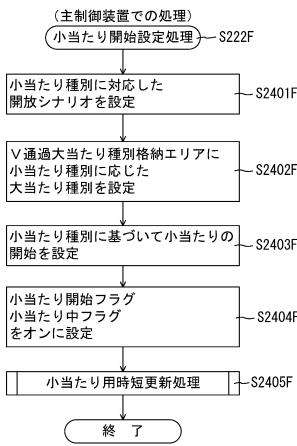 （主制御装置での処理）
小当たり開始設定処理 S222F
小当たり種別に対応した
開放シナリオを設定
S2401F
Ｖ通過大当たり種別格納エリアに
小当たり種別に応じた
大当たり種別を設定
S2402F
小当たり種別に基づいて小当たりの
開始を設定
S2403F
小当たり開始フラグ
小当たり中フラグ
をオンに設定
S2404F
小当たり用時短更新処理 S2405F
終 了